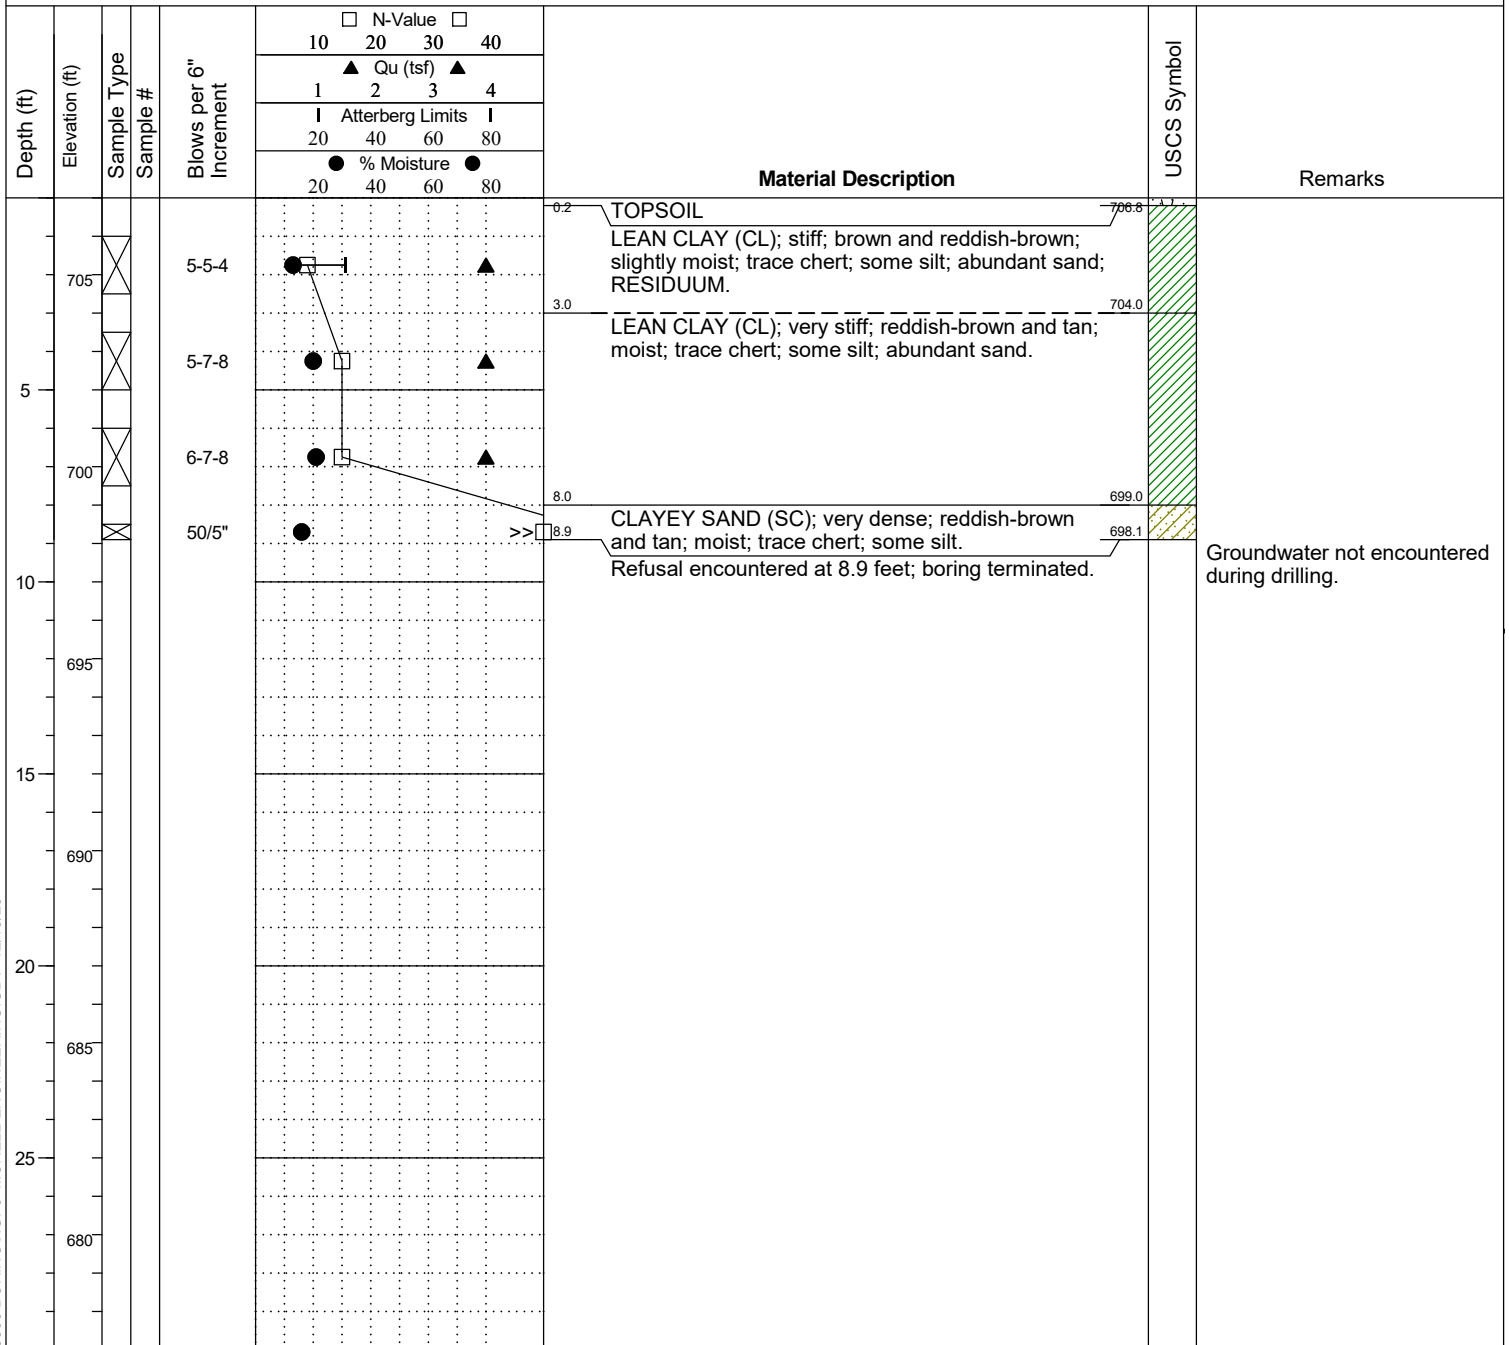 Depth (ft)
Elevation (ft)
Sample Type
Sample #
Blows per 6"
Increment
N-Value
10 20 30 40
Qu (tsf)
1 2 3 4
Atterberg Limits
20 40 60 80
% Moisture
20 40 60 80
Material Description
USCS Symbol
Remarks
0.2 TOPSOIL 706.8
LEAN CLAY (CL); stiff; brown and reddish-brown;
slightly moist; trace chert; some silt; abundant sand;
RESIDUUM.
705 5-5-4
3.0 704.0
LEAN CLAY (CL); very stiff; reddish-brown and tan;
moist; trace chert; some silt; abundant sand.
5-7-8
5
6-7-8
700
8.0 699.0
CLAYEY SAND (SC); very dense; reddish-brown
and tan; moist; trace chert; some silt.
50/5" >> 8.9 698.1
Refusal encountered at 8.9 feet; boring terminated.
Groundwater not encountered
during drilling.
10
695
15
690
20
685
25
680